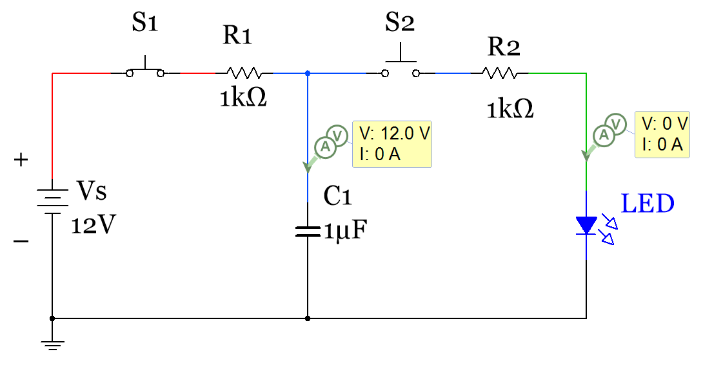 S1
R1
1kΩ
S2
R2
1kΩ
V
A
V: 12.0 V
I: 0 A
V
A
V: 0 V
I: 0 A
+
Vs
12V
−
C1
1µF
LED